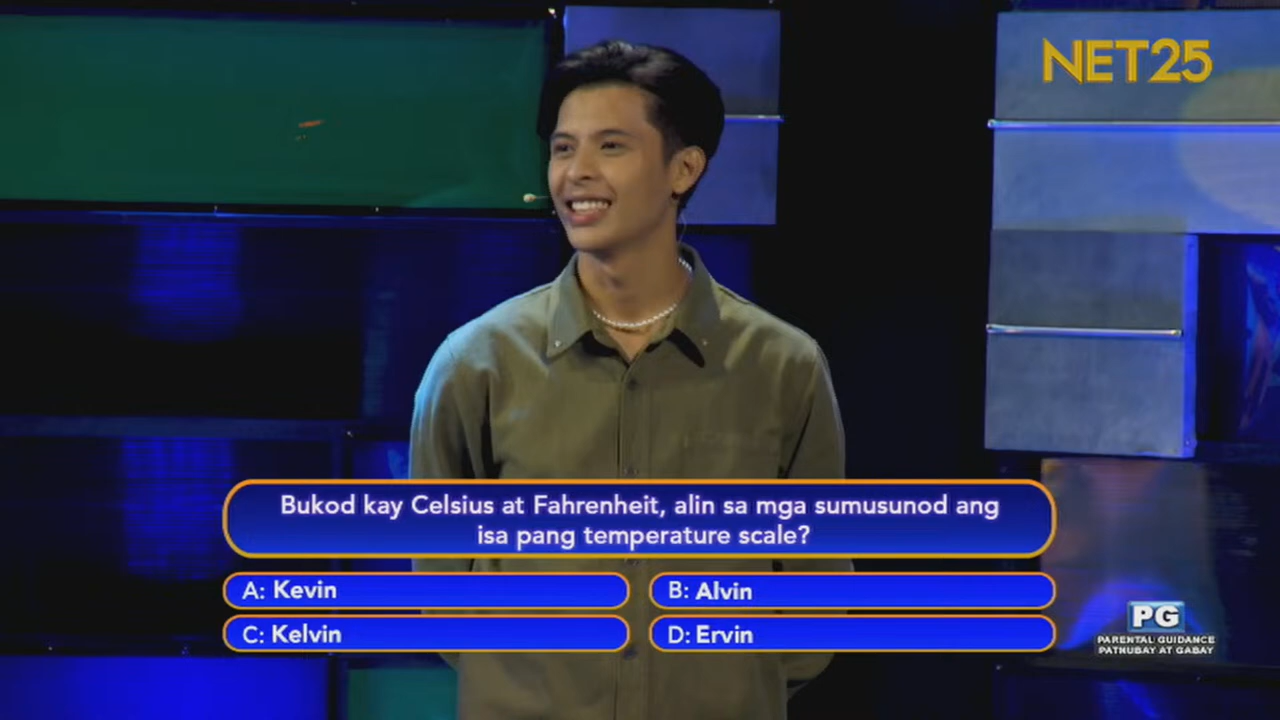 NET25
Bukod kay Celsius at Fahrenheit, alin sa mga sumusunod ang
isa pang temperature scale?
A: Kevin
B: Alvin
C: Kelvin
D: Ervin
PG
PARENTAL GUIDANCE
PATNUBAY AT GABAY